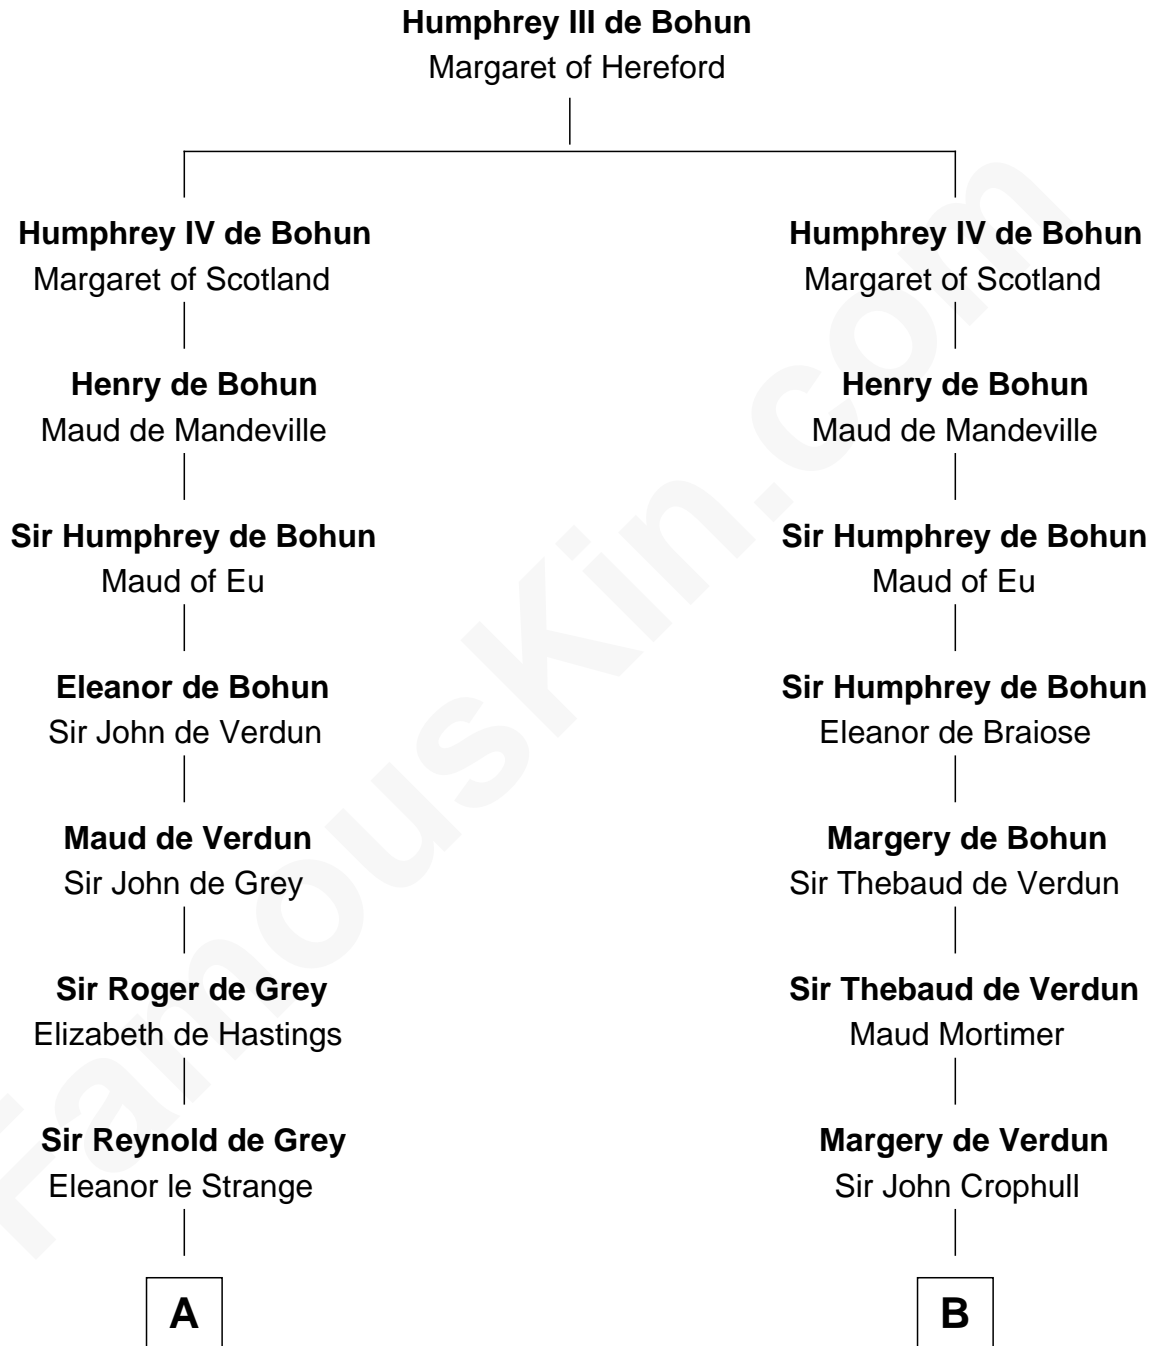 Humphrey III de Bohun
Margaret of Hereford
Humphrey IV de Bohun
Margaret of Scotland
Henry de Bohun
Maud de Mandeville
Sir Humphrey de Bohun
Maud of Eu
Eleanor de Bohun
Sir John de Verdun
Maud de Verdun
Sir John de Grey
Sir Roger de Grey
Elizabeth de Hastings
Sir Reynold de Grey
Eleanor le Strange
A
Humphrey IV de Bohun
Margaret of Scotland
Henry de Bohun
Maud de Mandeville
Sir Humphrey de Bohun
Maud of Eu
Sir Humphrey de Bohun
Eleanor de Braiose
Margery de Bohun
Sir Thebaud de Verdun
Sir Thebaud de Verdun
Maud Mortimer
Margery de Verdun
Sir John Crophull
B
FamousKin.com